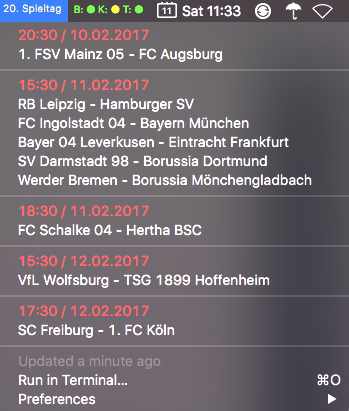 20. Spieltag B: K: T: 11 Sat 11:33
20:30 / 10.02.2017
1. FSV Mainz 05 - FC Augsburg
15:30 / 11.02.2017
RB Leipzig - Hamburger SV
FC Ingolstadt 04 - Bayern München
Bayer 04 Leverkusen - Eintracht Frankfurt
SV Darmstadt 98 - Borussia Dortmund
Werder Bremen - Borussia Mönchengladbach
18:30 / 11.02.2017
FC Schalke 04 - Hertha BSC
15:30 / 12.02.2017
VfL Wolfsburg - TSG 1899 Hoffenheim
17:30 / 12.02.2017
SC Freiburg - 1. FC Köln
Updated a minute ago
Run in Terminal... ⌘O
Preferences